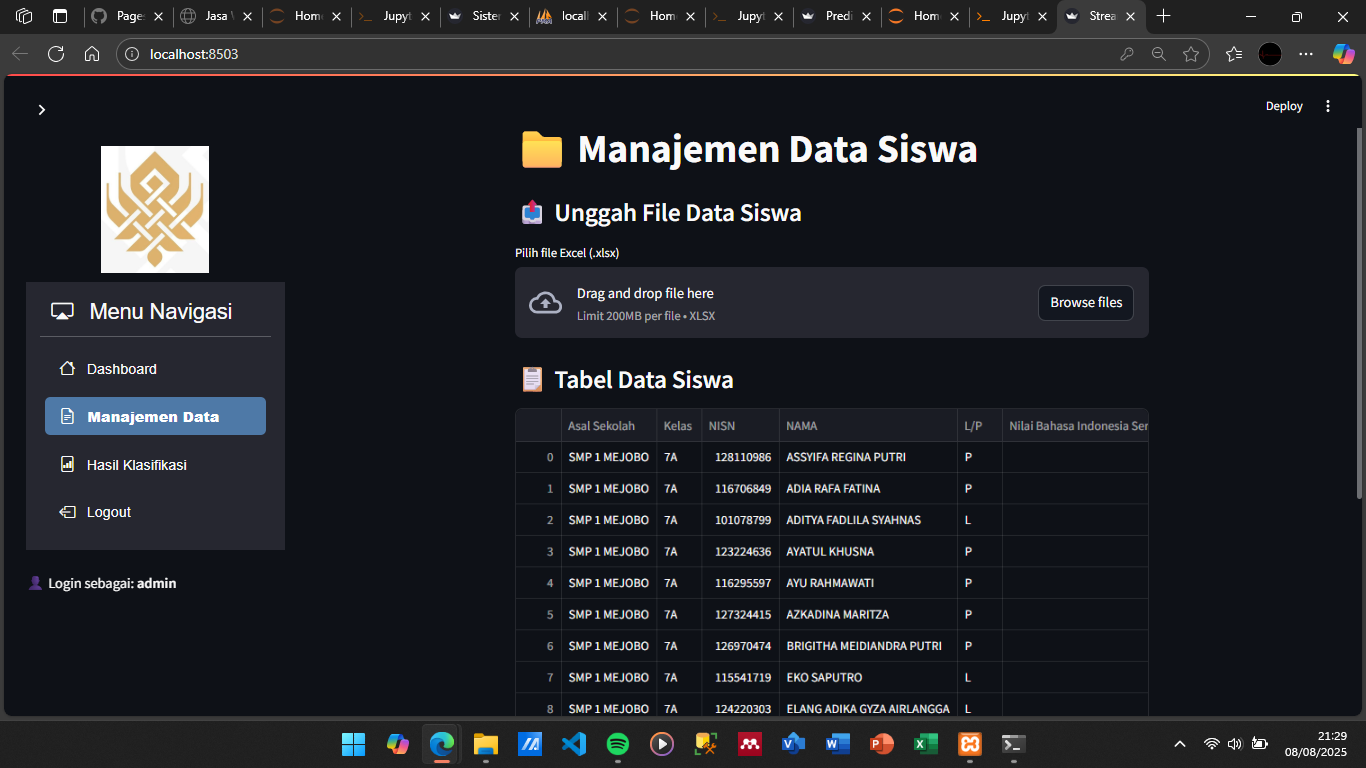 Page:
Jasa
Home
Jupyt
Sister
locall
Home
Jupyt
Predi
Home
Jupyt
Strea
localhost:8503
Deploy
Menu Navigasi
Dashboard
Manajemen Data
Hasil Klasifikasi
Logout
Login sebagai: admin
Manajemen Data Siswa
Unggah File Data Siswa
Pilih file Excel (.xlsx)
Drag and drop file here
Limit 200MB per file • XLSX
Browse files
Tabel Data Siswa
Asal Sekolah Kelas NISN NAMA L/P Nilai Bahasa Indonesia Ser
0 SMP 1 MEJOBO 7A 128110986 ASSYIFA REGINA PUTRI P
1 SMP 1 MEJOBO 7A 116706849 ADIA RAFA FATINA P
2 SMP 1 MEJOBO 7A 101078799 ADITYA FADLILA SYAHNAS L
3 SMP 1 MEJOBO 7A 123224636 AYATUL KHUSNA P
4 SMP 1 MEJOBO 7A 116295597 AYU RAHMAWATI P
5 SMP 1 MEJOBO 7A 127324415 AZKADINA MARITZA P
6 SMP 1 MEJOBO 7A 126970474 BRIGITHA MEIDIANDRA PUTRI P
7 SMP 1 MEJOBO 7A 115541719 EKO SAPUTRO L
8 SMP 1 MEJOBO 7A 124220303 ELANG ADIKA GYZA AIRLANGGA L
21:29
08/08/2025